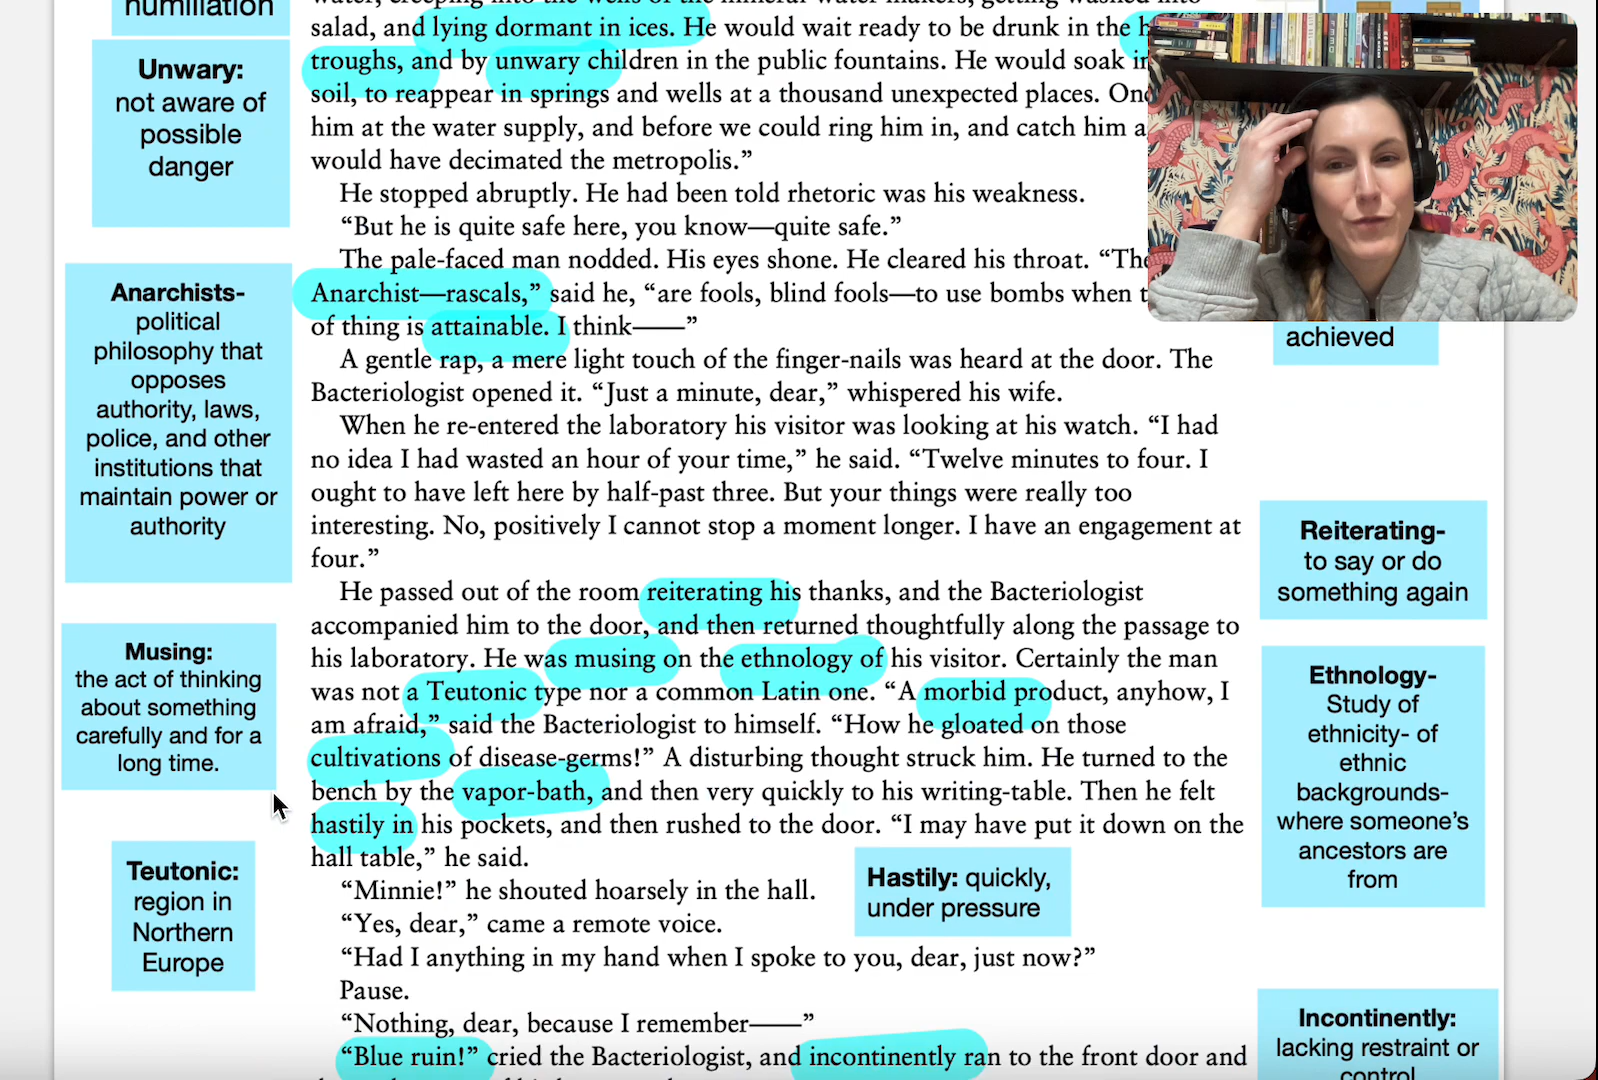 humiliation
Unwary:
not aware of
possible
danger
Anarchists-
political
philosophy that
opposes
authority, laws,
police, and other
institutions that
maintain power or
authority
Musing:
the act of thinking
about something
carefully and for a
long time.
Teutonic:
region in
Northern
Europe
salad, and lying dormant in ices. He would wait ready to be drunk in the
troughs, and by unwary children in the public fountains. He would soak
soil, to reappear in springs and wells at a thousand unexpected places.
him at the water supply, and before we could ring him in, and catch him
would have decimated the metropolis.”
He stopped abruptly. He had been told rhetoric was his weakness.
“But he is quite safe here, you know—quite safe.”
The pale-faced man nodded. His eyes shone. He cleared his throat.
Anarchist—rascals,” said he, “are fools, blind fools—to use bombs when
of thing is attainable. I think——”
A gentle rap, a mere light touch of the finger-nails was heard at the door. The
Bacteriologist opened it. “Just a minute, dear,” whispered his wife.
When he re-entered the laboratory his visitor was looking at his watch. “I had
no idea I had wasted an hour of your time,” he said. “Twelve minutes to four. I
ought to have left here by half-past three. But your things were really too
interesting. No, positively I cannot stop a moment longer. I have an engagement at
four.”
He passed out of the room reiterating his thanks, and the Bacteriologist
accompanied him to the door, and then returned thoughtfully along the passage to
his laboratory. He was musing on the ethnology of his visitor. Certainly the man
was not a Teutonic type nor a common Latin one. “A morbid product, anyhow, I
am afraid,” said the Bacteriologist to himself. “How he gloated on those
cultivations of disease-germs!” A disturbing thought struck him. He turned to the
bench by the vapor-bath, and then very quickly to his writing-table. Then he felt
hastily in his pockets, and then rushed to the door. “I may have put it down on the
hall table,” he said.
“Minnie!” he shouted hoarsely in the hall.
“Yes, dear,” came a remote voice.
“Had I anything in my hand when I spoke to you, dear, just now?”
Pause.
“Nothing, dear, because I remember——”
“Blue ruin!” cried the Bacteriologist, and incontinently ran to the front door and
Hastily: quickly,
under pressure
achieved
Reiterating-
to say or do
something again
Ethnology-
Study of
ethnicity- of
ethnic
backgrounds-
where someone’s
ancestors are
from
Incontinently:
lacking restraint or
control